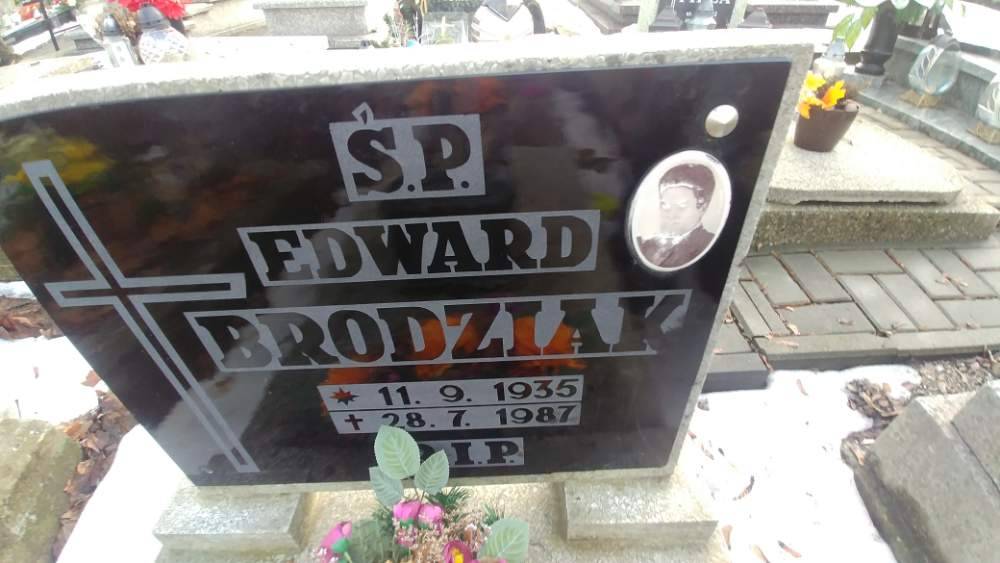 Ś.P.
EDWARD
BRODZIAK
11. 9. 1935
28. 7. 1987
R.I.P.